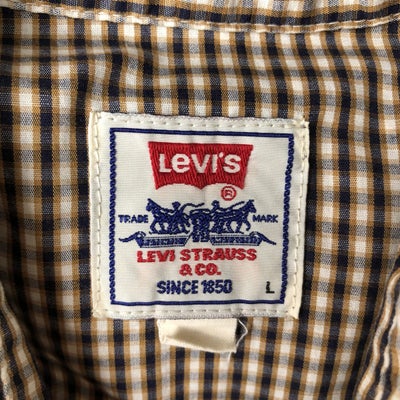 Levi's
®
TRADE MARK
LEVI STRAUSS
& CO.
SINCE 1850 L